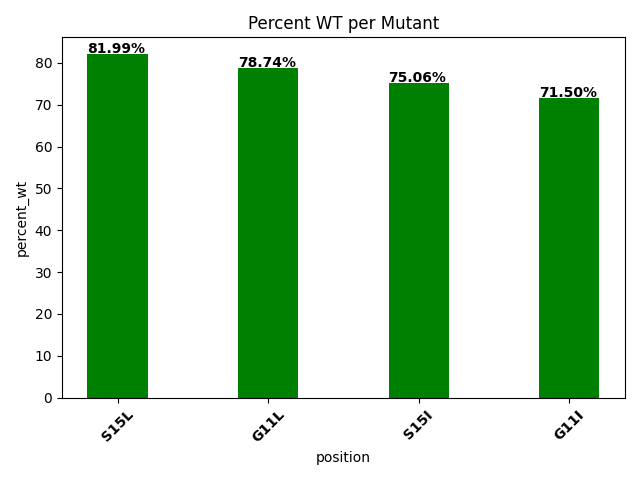 Percent WT per Mutant
81.99%
78.74%
75.06%
71.50%
percent_wt
80
70
60
50
40
30
20
10
0
S15L
G11L
S15I
G11I
position